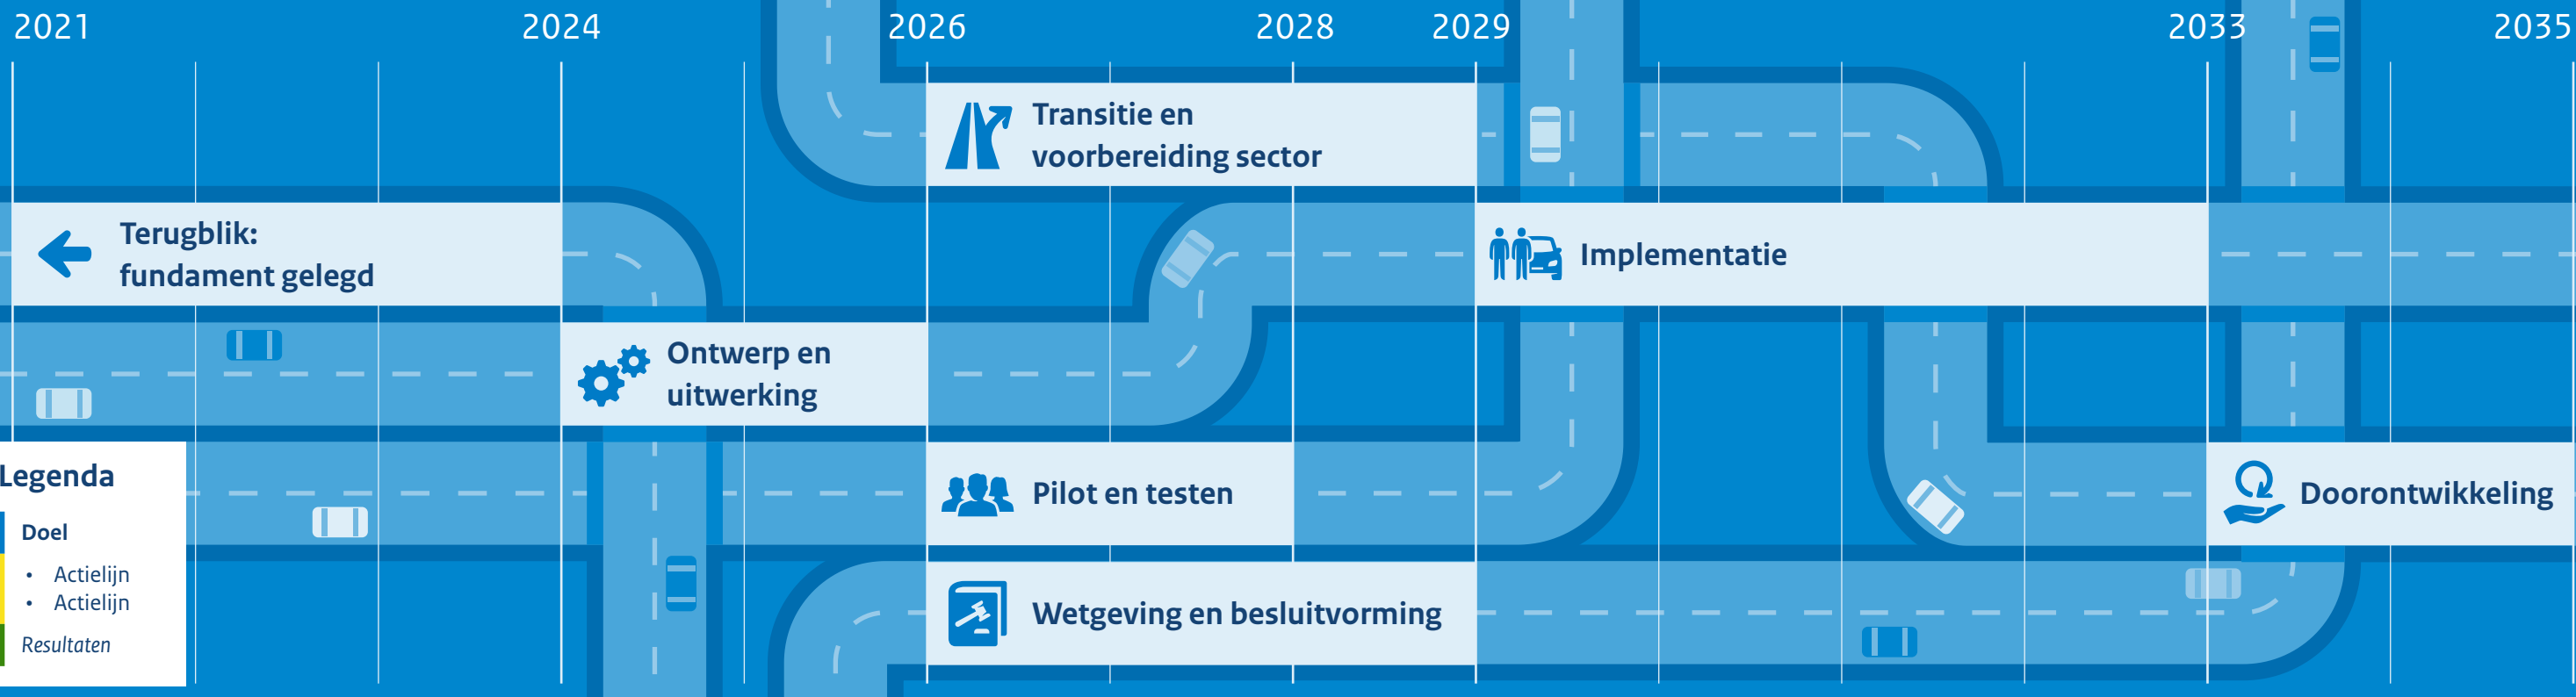 2021 2024 2026 2028 2029 2033 2035
Transitie en
voorbereiding sector
Terugblik:
fundament gelegd
Implementatie
Ontwerp en
uitwerking
Pilot en testen
Doorontwikkeling
Wetgeving en besluitvorming
Legenda
Doel
• Actielijn
• Actielijn
Resultaten